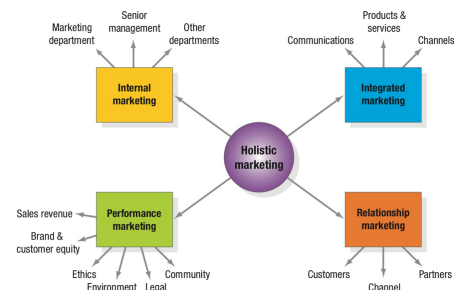 Marketing
department
Senior
management
Other
departments
Internal
marketing
Products &
services
Communications
Channels
Integrated
marketing
Holistic
marketing
Sales revenue
Brand &
customer equity
Performance
marketing
Ethics
Environment
Legal
Community
Relationship
marketing
Customers
Channel
Partners